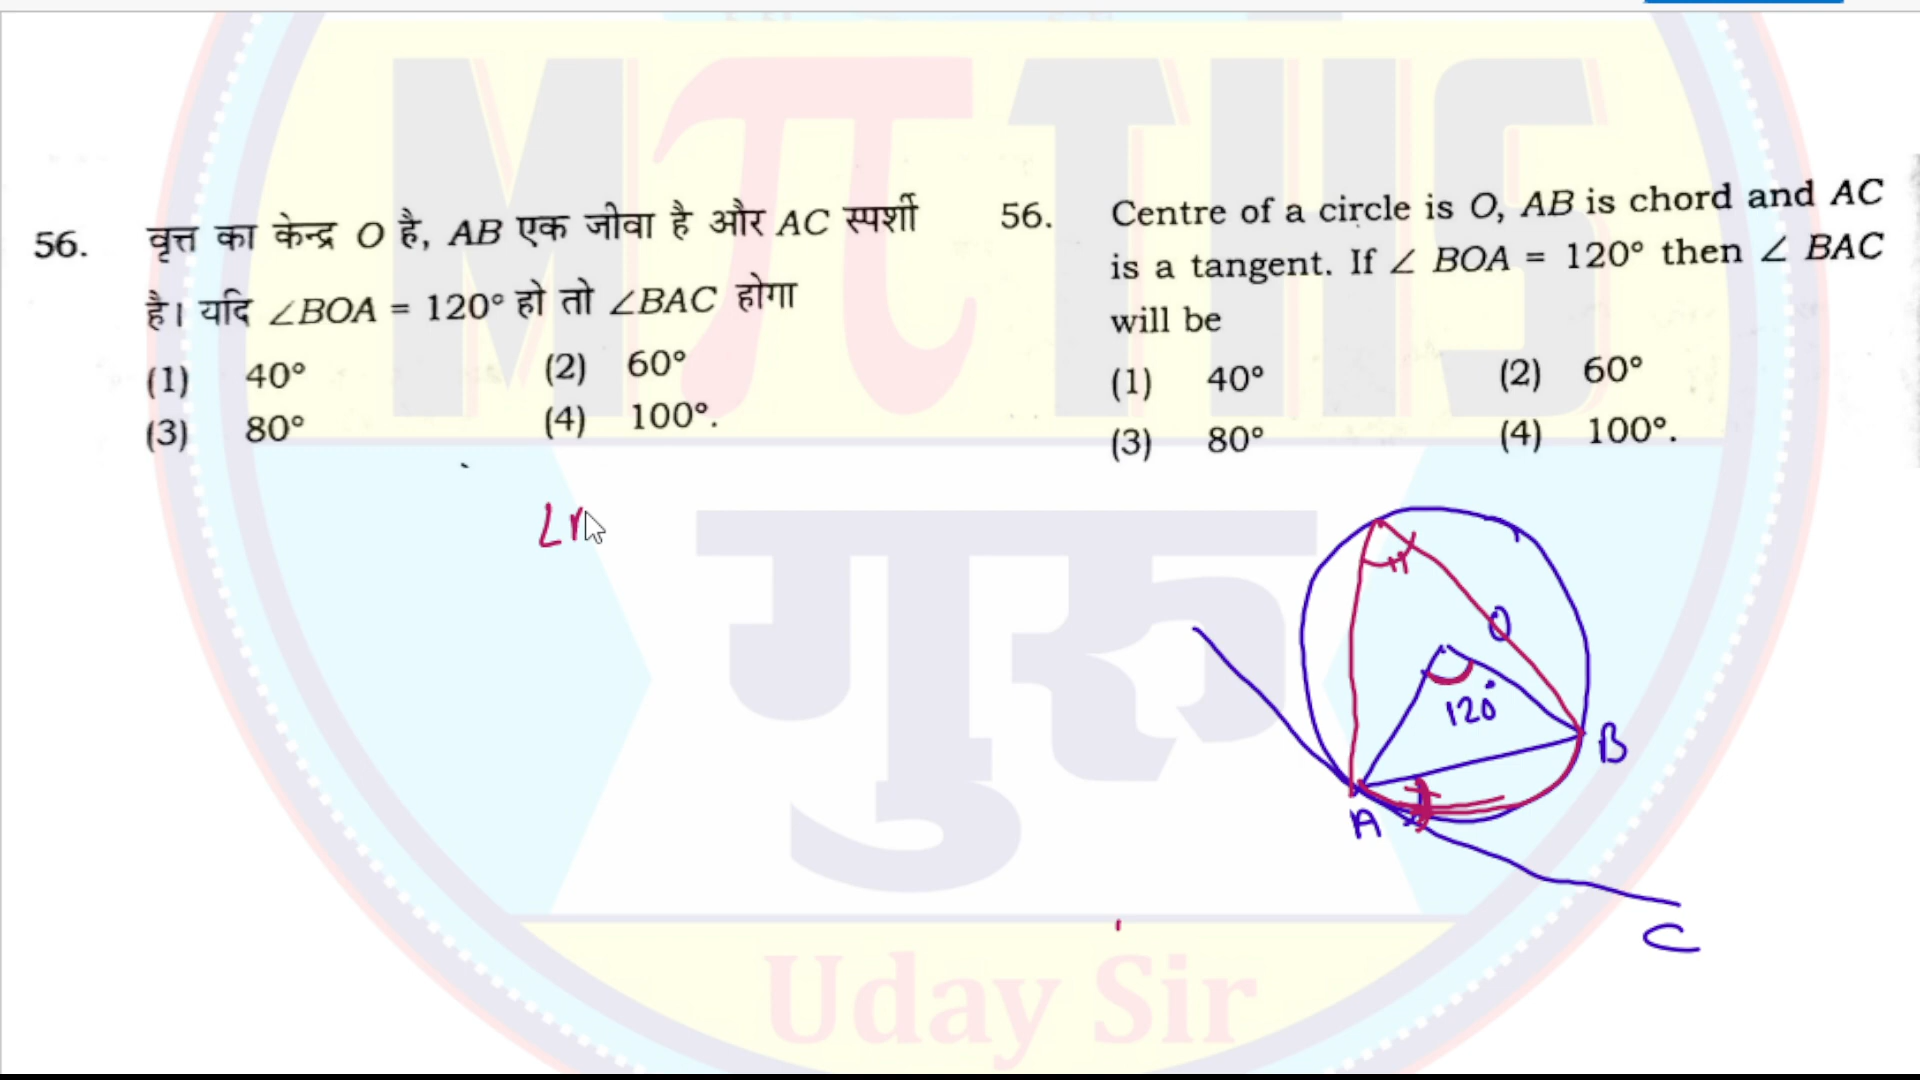 MπTHS
56. वृत्त का केन्द्र O है, AB एक जीवा है और AC स्पर्शी
है। यदि ∠BOA = 120° हो तो ∠BAC होगा
(1) 40° (2) 60°
(3) 80° (4) 100°.
56. Centre of a circle is O, AB is chord and AC
is a tangent. If ∠ BOA = 120° then ∠ BAC
will be
(1) 40° (2) 60°
(3) 80° (4) 100°.
गुरु
O
120°
B
A
C
Uday Sir